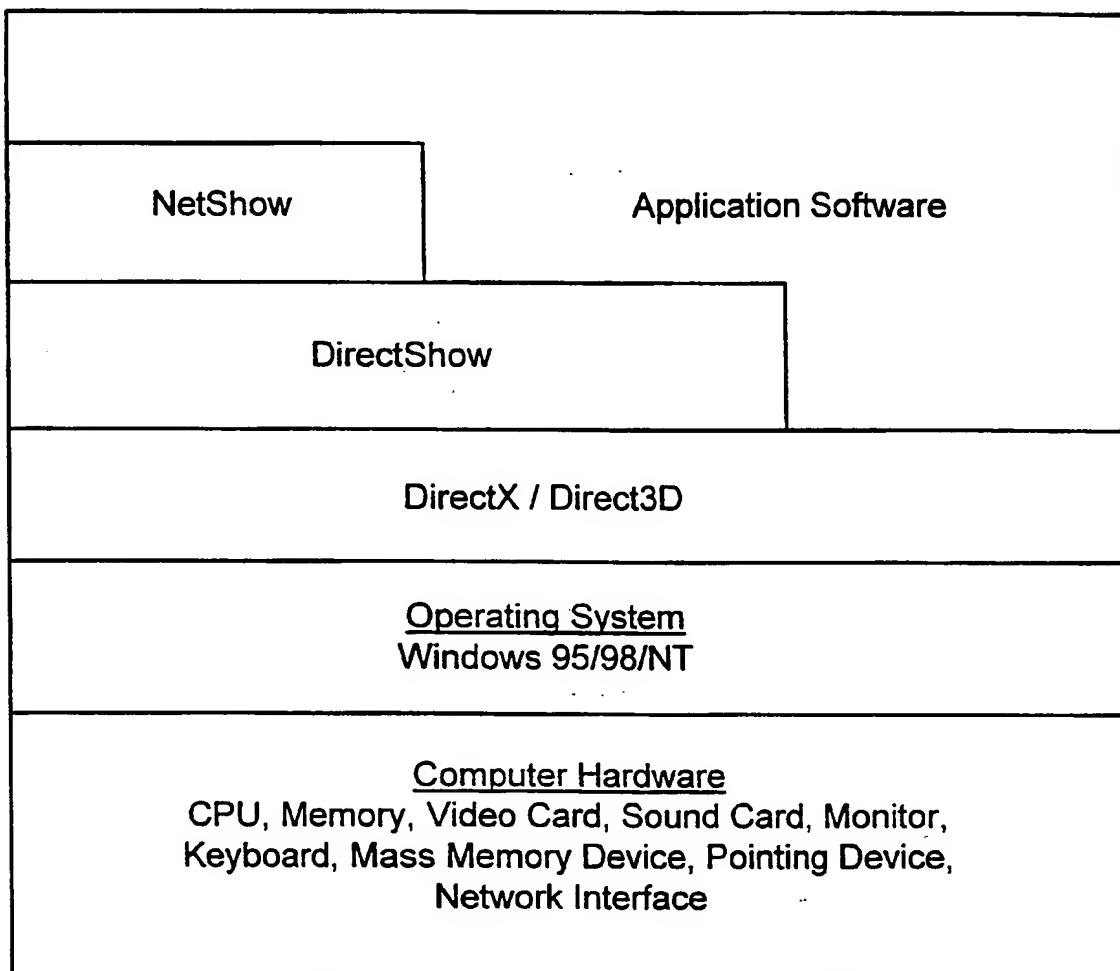 NetShow
Application Software
DirectShow
DirectX / Direct3D
Operating System
Windows 95/98/NT
Computer Hardware
CPU, Memory, Video Card, Sound Card, Monitor,
Keyboard, Mass Memory Device, Pointing Device,
Network Interface